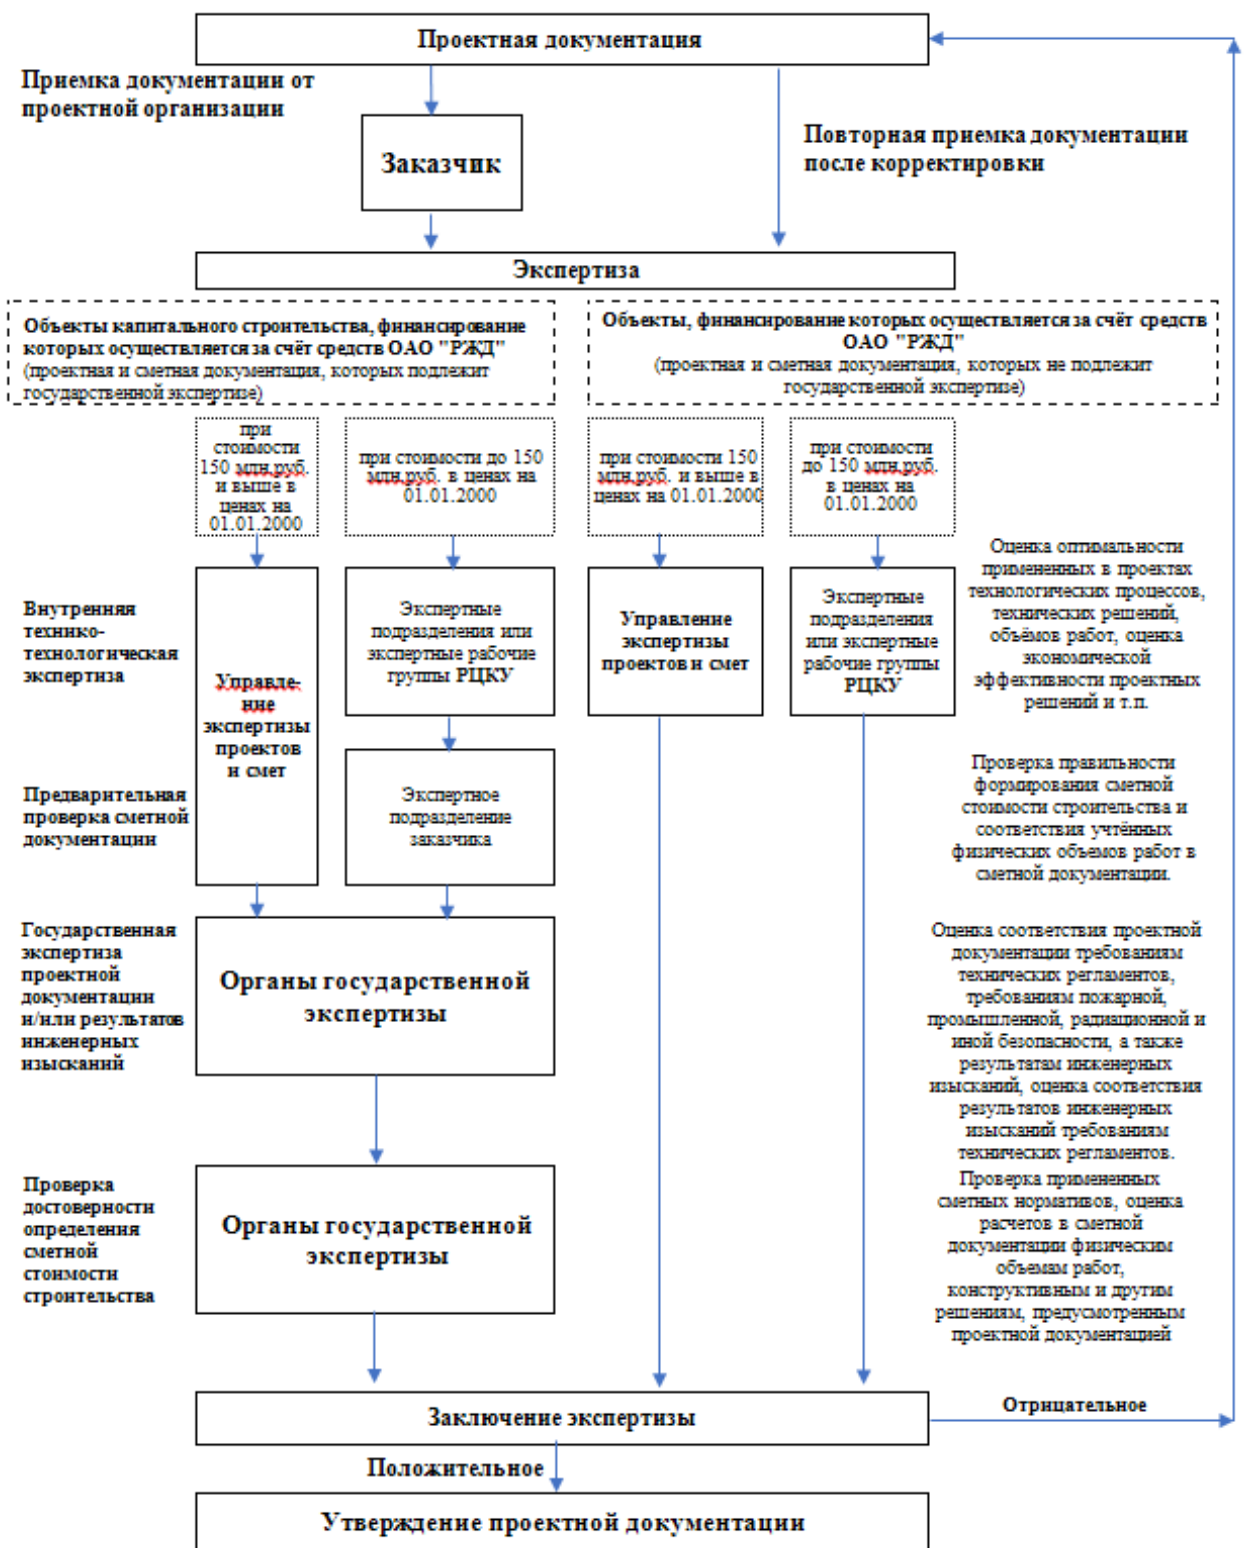 Проектная документация
Приемка документации от
проектной организации
Заказчик
Повторная приемка документации
после корректировки
Экспертиза
Объекты капитального строительства, финансирование
которых осуществляется за счёт средств ОАО "РЖД"
(проектная и сметная документация, которых подлежит
государственной экспертизе)
Объекты, финансирование которых осуществляется за счёт средств
ОАО "РЖД"
(проектная и сметная документация, которых не подлежит
государственной экспертизе)
при
стоимости
150 млн.руб.
и выше в
ценах на
01.01.2000
при стоимости до 150
млн.руб. в ценах на
01.01.2000
при стоимости 150
млн.руб. и выше в
ценах на 01.01.2000
при стоимости
до 150 млн.руб.
в ценах на
01.01.2000
Внутренняя
технико-
технологическая
экспертиза
Управле-
ние
экспертизы
проектов
и смет
Экспертные
подразделения или
экспертные рабочие
группы РЦКУ
Управление
экспертизы
проектов и смет
Экспертные
подразделения
или экспертные
рабочие группы
РЦКУ
Оценка оптимальности
примененных в проектах
технологических процессов,
технических решений,
объёмов работ, оценка
экономической
эффективности проектных
решений и т.п.
Предварительная
проверка сметной
документации
Экспертное
подразделение
заказчика
Проверка правильности
формирования сметной
стоимости строительства и
соответствия учтённых
физических объемов работ в
сметной документации.
Государственная
экспертиза
проектной
документации
и/или результатов
инженерных
изысканий
Органы государственной
экспертизы
Оценка соответствия проектной
документации требованиям
технических регламентов,
требованиям пожарной,
промышленной, радиационной и
иной безопасности, а также
результатам инженерных
изысканий, оценка соответствия
результатов инженерных
изысканий требованиям
технических регламентов.
Проверка
достоверности
определения
сметной
стоимости
строительства
Органы государственной
экспертизы
Проверка примененных
сметных нормативов, оценка
расчетов в сметной
документации физическим
объемам работ,
конструктивным и другим
решениям, предусмотренным
проектной документацией
Заключение экспертизы
Отрицательное
Положительное
Утверждение проектной документации